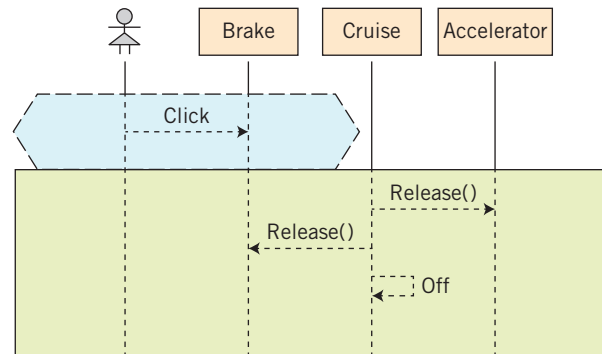 Brake
Cruise
Accelerator
Click
Release()
Release()
Off